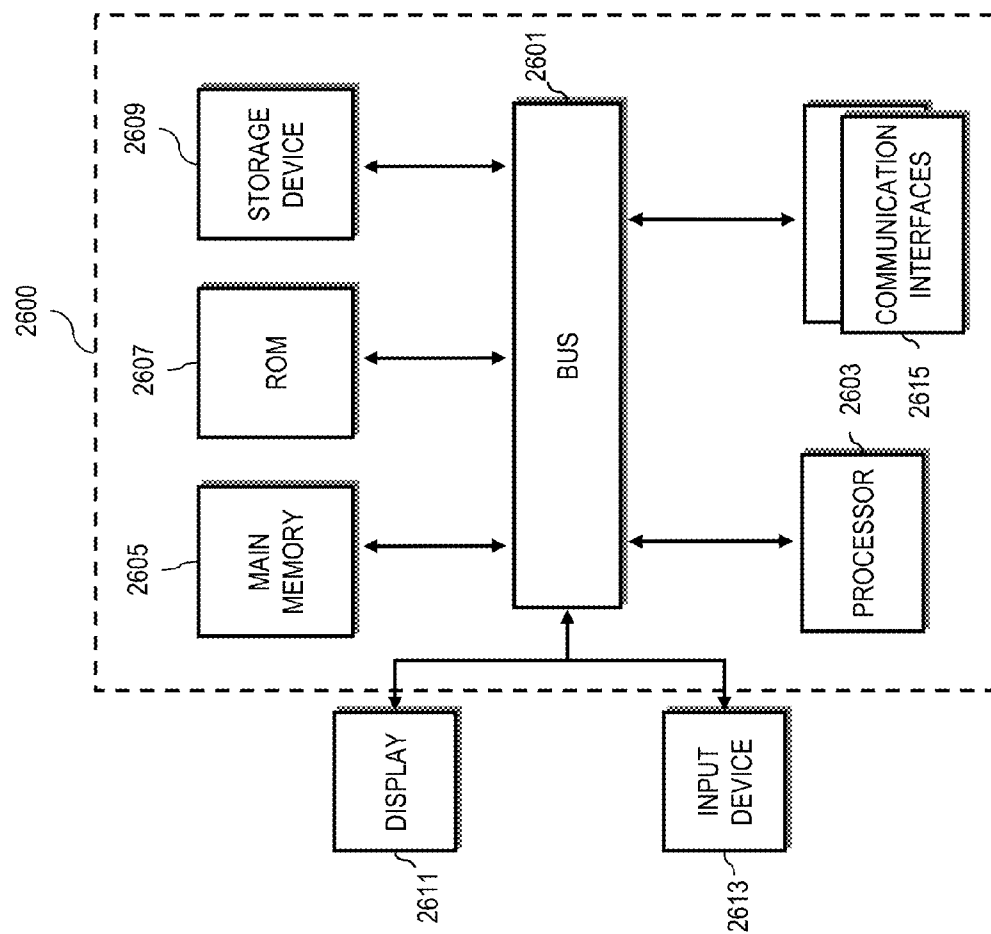 2600
2605
MAIN
MEMORY
2607
ROM
2609
STORAGE
DEVICE
2611
DISPLAY
BUS
2601
2613
INPUT
DEVICE
PROCESSOR
2603
COMMUNICATION
INTERFACES
2615